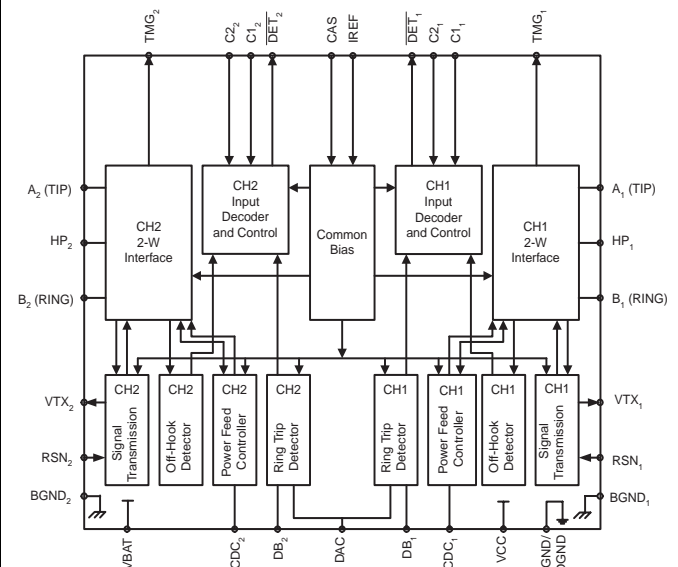 TMG2
C22
C12
DET2
CAS
IREF
DET1
C21
C11
TMG1
A2 (TIP)
HP2
B2 (RING)
CH2
2-W
Interface
CH2
Input
Decoder
and Control
Common
Bias
CH1
Input
Decoder
and Control
CH1
2-W
Interface
A1 (TIP)
HP1
B1 (RING)
VTX2
RSN2
BGND2
CH2
Signal
Transmission
CH2
Off-Hook
Detector
CH2
Power Feed
Controller
CH2
Ring Trip
Detector
CH1
Ring Trip
Detector
CH1
Power Feed
Controller
CH1
Off-Hook
Detector
CH1
Signal
Transmission
VTX1
RSN1
BGND1
VBAT
CDC2
DB2
DAC
DB1
CDC1
VCC
GND/
DGND